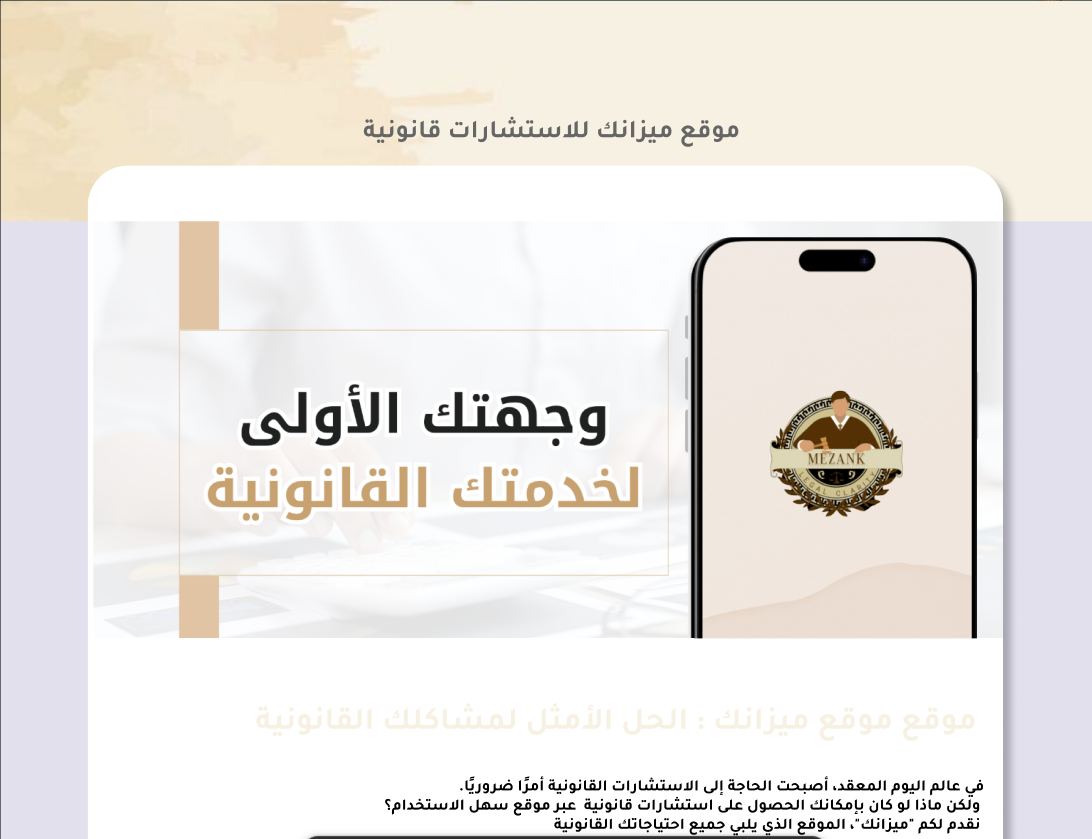 موقع ميزانك للاستشارات قانونية
وجهتك الأولى
لخدمتك القانونية
MEZANK
LEGAL CLARITY
موقع موقع ميزانك : الحل الأمثل لمشاكلك القانونية
في عالم اليوم المعقد، أصبحت الحاجة إلى الاستشارات القانونية أمرًا ضروريًا.
ولكن ماذا لو كان بإمكانك الحصول على استشارات قانونية عبر موقع سهل الاستخدام؟
نقدم لكم "ميزانك"، الموقع الذي يلبي جميع احتياجاتك القانونية